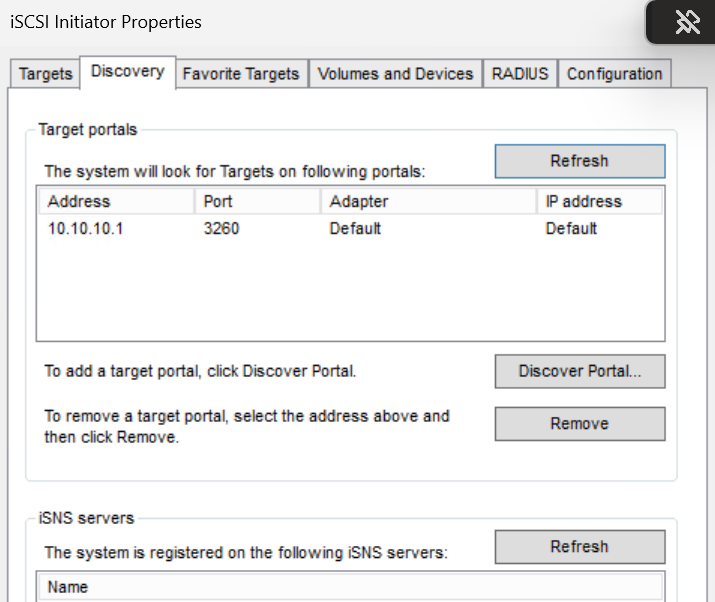 iSCSI Initiator Properties
Targets Discovery Favorite Targets Volumes and Devices RADIUS Configuration
Target portals
The system will look for Targets on following portals: Refresh
Address Port Adapter IP address
10.10.10.1 3260 Default Default
To add a target portal, click Discover Portal. Discover Portal...
To remove a target portal, select the address above and
then click Remove. Remove
iSNS servers
The system is registered on the following iSNS servers: Refresh
Name